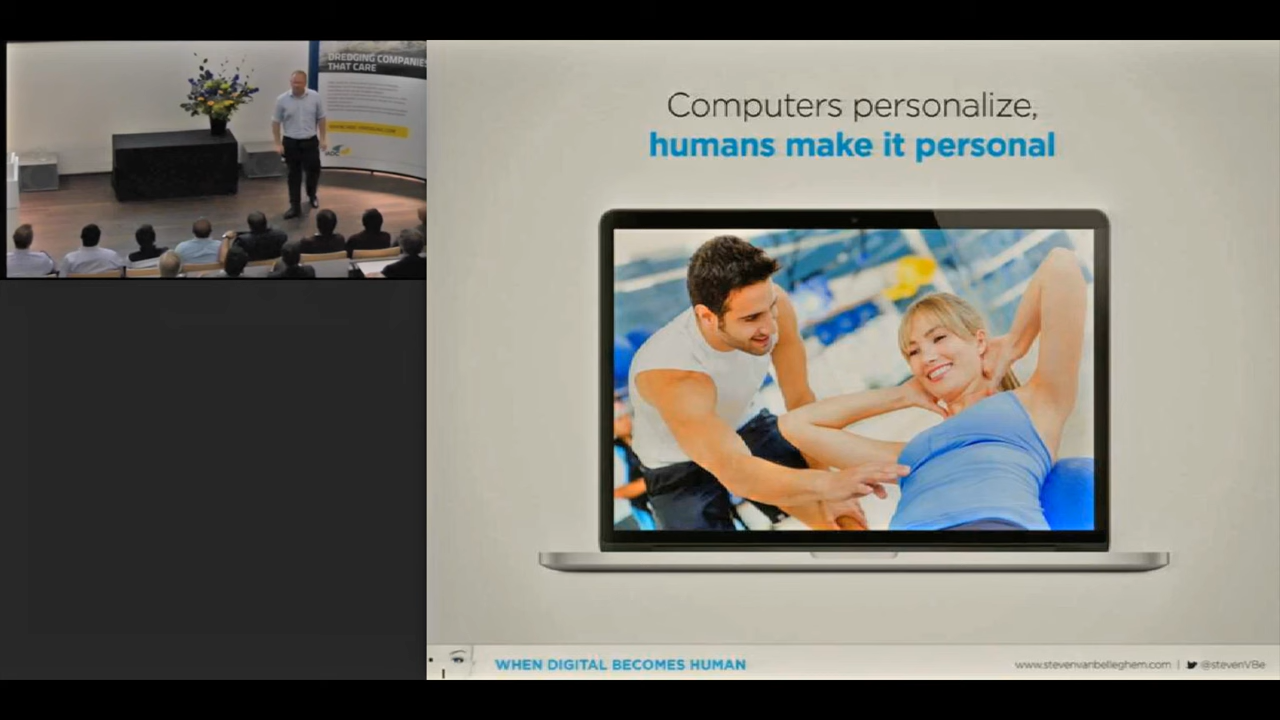 DREDGING COMPANIES
THAT CARE
Computers personalize,
humans make it personal
WHEN DIGITAL BECOMES HUMAN
www.stevenvanbelleghem.com | @stevenVBe